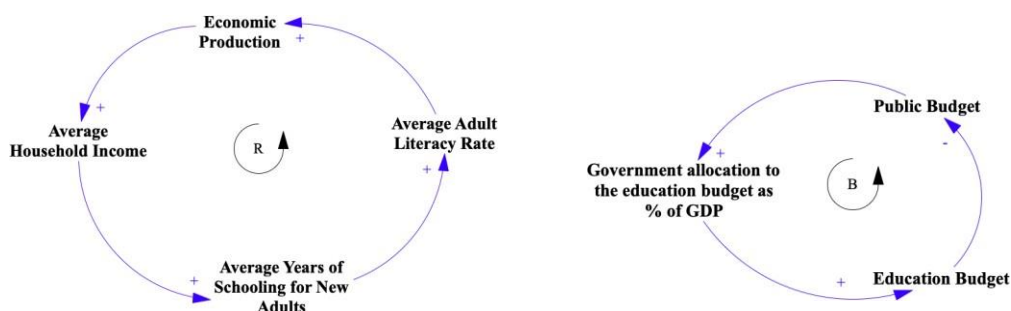 Economic
Production
+
+
Average
Household Income
R
Average Adult
Literacy Rate
+
+
Average Years of
Schooling for New
Adults
Public Budget
-
Government allocation to
the education budget as
% of GDP
+
B
+
Education Budget